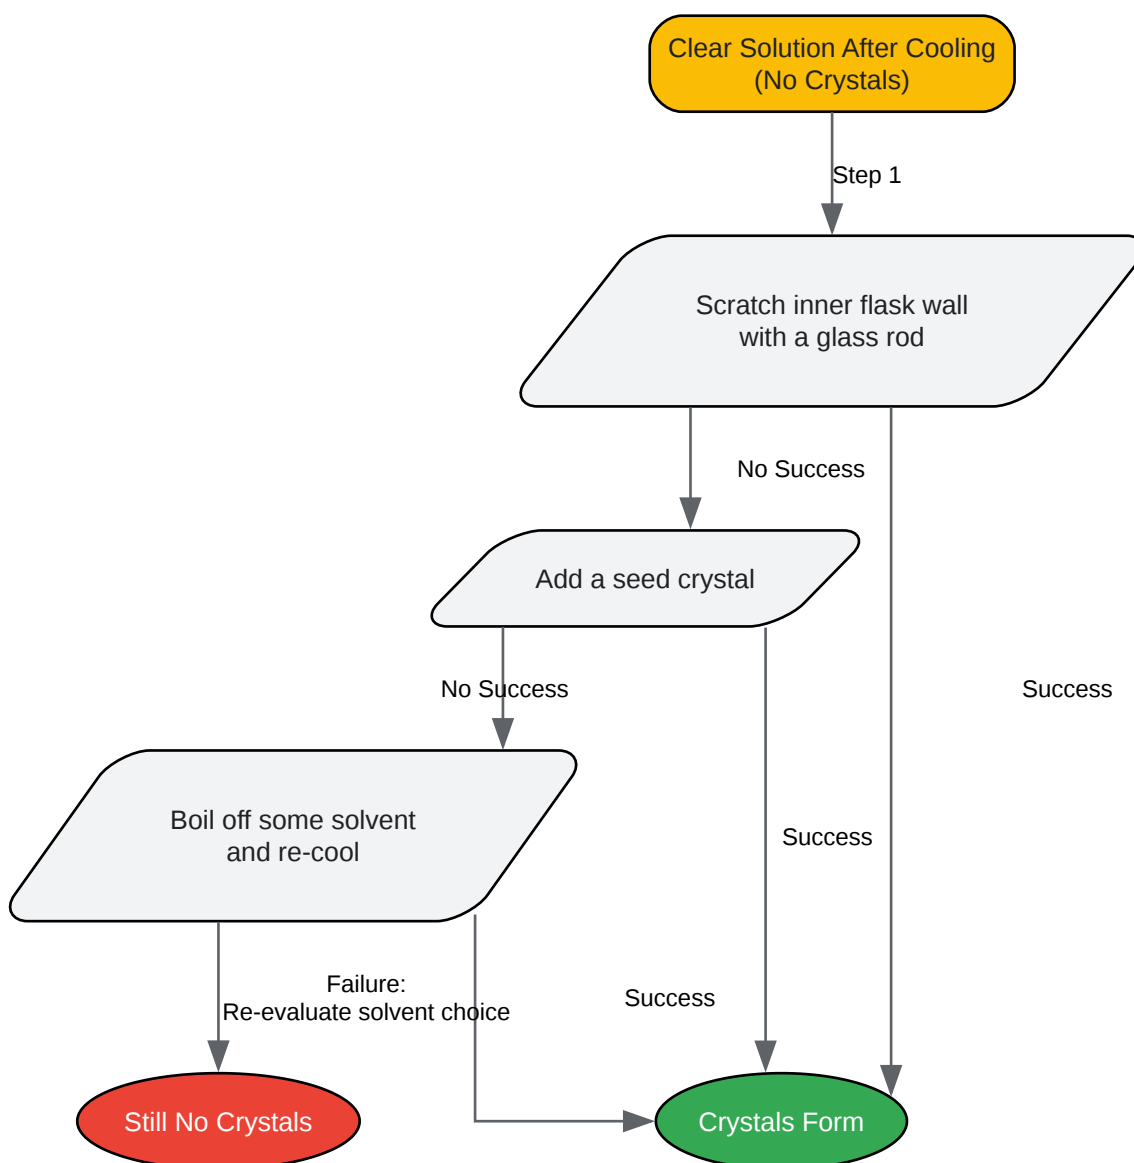 Clear Solution After Cooling
(No Crystals)
Step 1
Scratch inner flask wall
with a glass rod
No Success
Add a seed crystal
No Success
Success
Boil off some solvent
and re-cool
Success
Failure:
Re-evaluate solvent choice
Success
Still No Crystals
Crystals Form